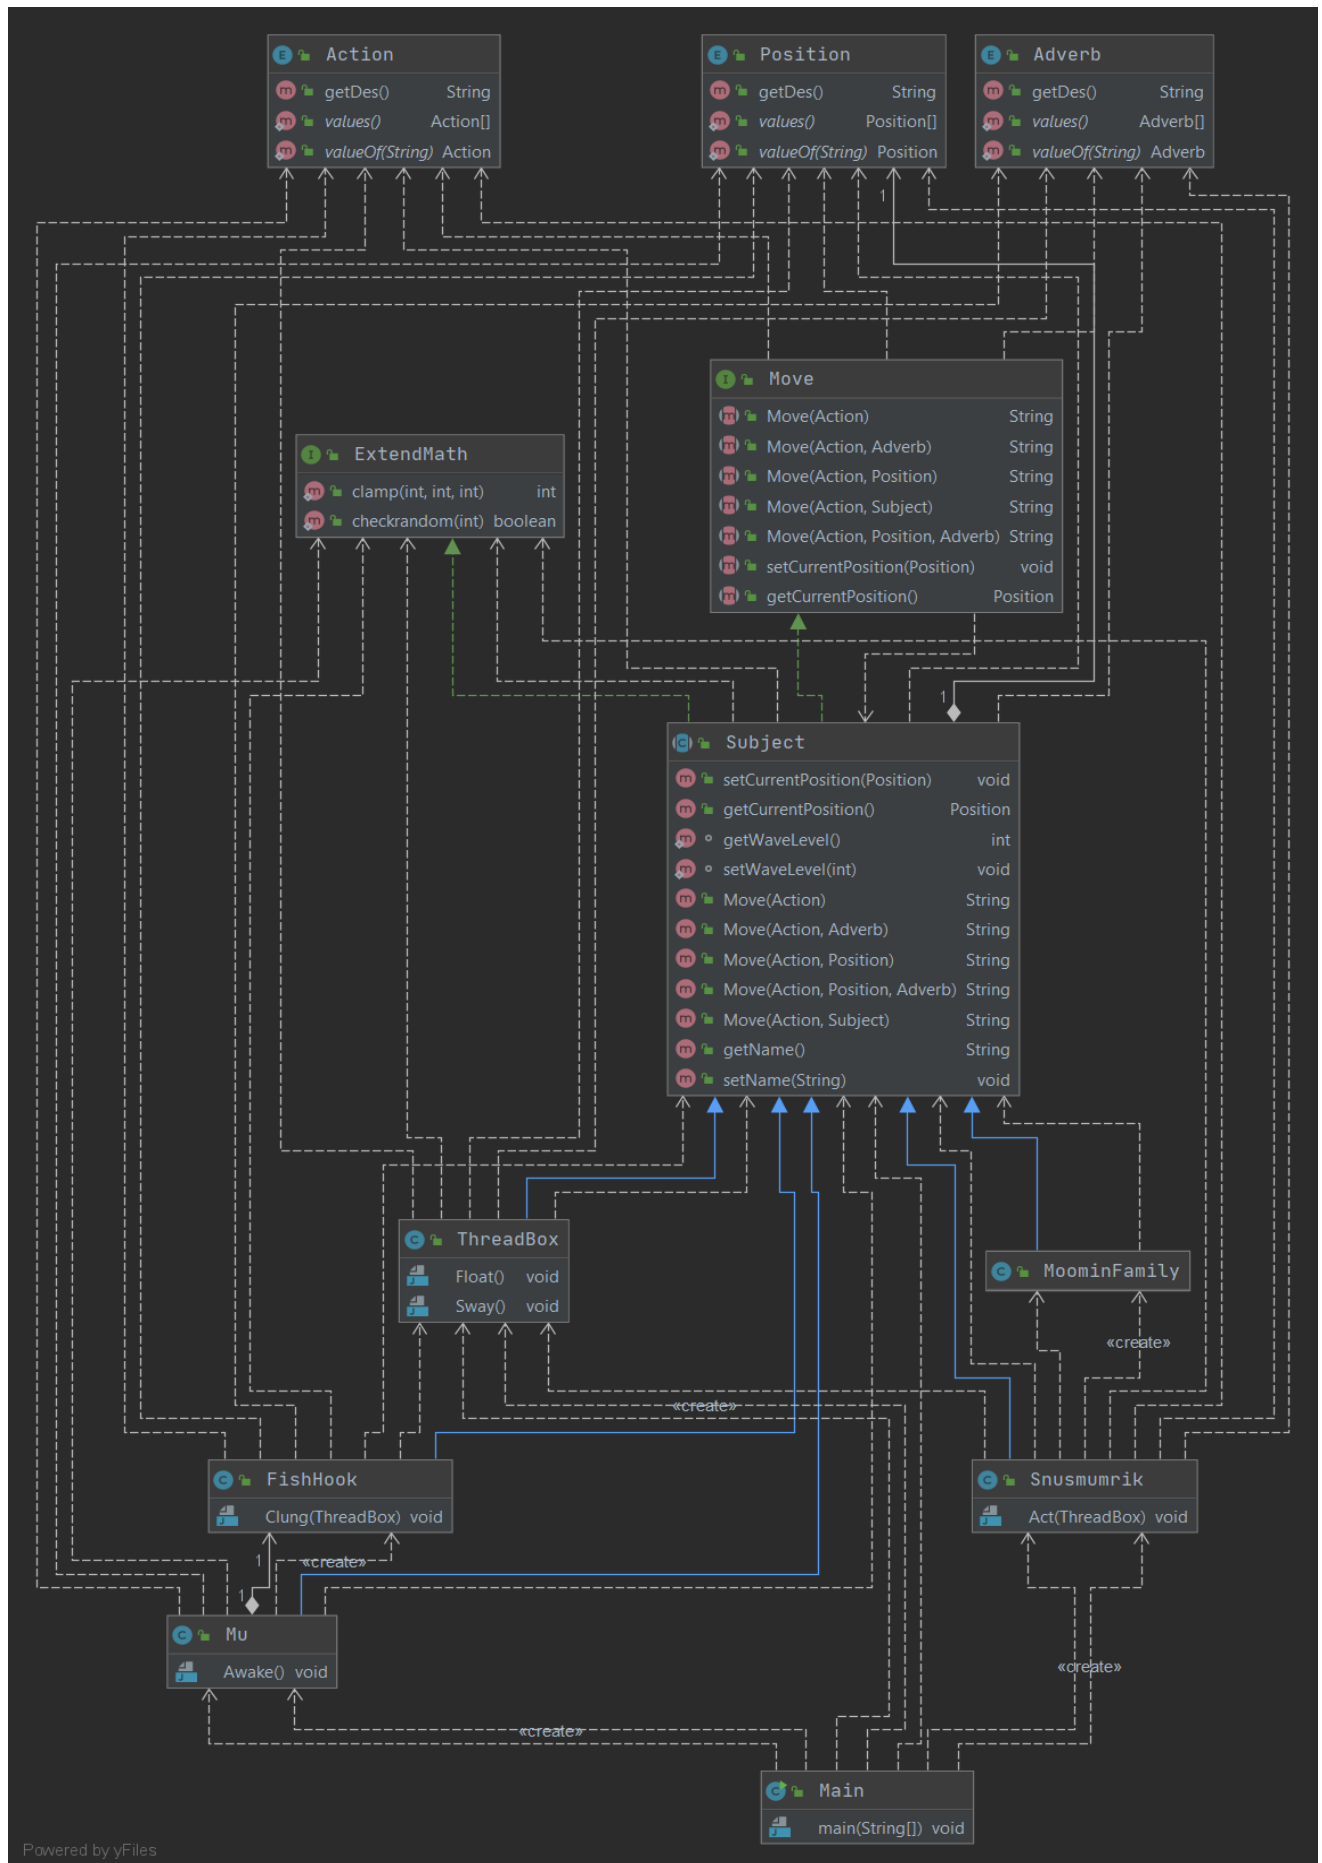 Action
getDes() String
values() Action[]
valueOf(String) Action
Position
getDes() String
values() Position[]
valueOf(String) Position
Adverb
getDes() String
values() Adverb[]
valueOf(String) Adverb
1
Move
Move(Action) String
Move(Action, Adverb) String
Move(Action, Position) String
Move(Action, Subject) String
Move(Action, Position, Adverb) String
setCurrentPosition(Position) void
getCurrentPosition() Position
ExtendMath
clamp(int, int, int) int
checkrandom(int) boolean
1
Subject
setCurrentPosition(Position) void
getCurrentPosition() Position
getWaveLevel() int
setWaveLevel(int) void
Move(Action) String
Move(Action, Adverb) String
Move(Action, Position) String
Move(Action, Position, Adverb) String
Move(Action, Subject) String
getName() String
setName(String) void
ThreadBox
Float() void
Sway() void
MoominFamily
«create»
«create»
FishHook
Clung(ThreadBox) void
Snusmumrik
Act(ThreadBox) void
1
«create»
1
Mu
Awake() void
«create»
«create»
Main
main(String[]) void
Powered by yFiles